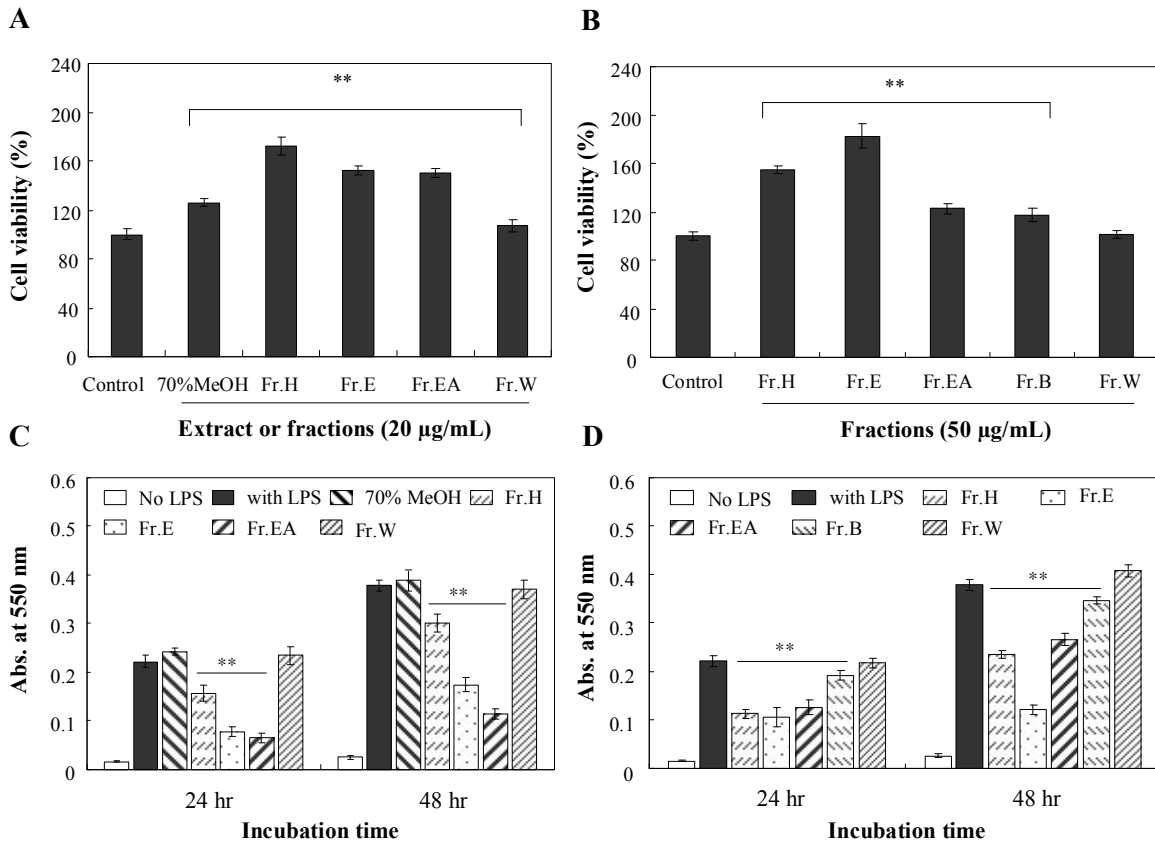 A
240
200
160
120
80
40
0
Cell viability (%)
**
Control 70%MeOH Fr.H Fr.E Fr.EA Fr.W
Extract or fractions (20 µg/mL)
B
240
200
160
120
80
40
0
Cell viability (%)
**
Control Fr.H Fr.E Fr.EA Fr.B Fr.W
Fractions (50 µg/mL)
C
0.6
0.5
0.4
0.3
0.2
0.1
0
Abs. at 550 nm
No LPS with LPS 70% MeOH Fr.H
Fr.E Fr.EA Fr.W
**
**
24 hr 48 hr
Incubation time
D
0.6
0.5
0.4
0.3
0.2
0.1
0
Abs. at 550 nm
No LPS with LPS Fr.H Fr.E
Fr.EA Fr.B Fr.W
**
**
24 hr 48 hr
Incubation time